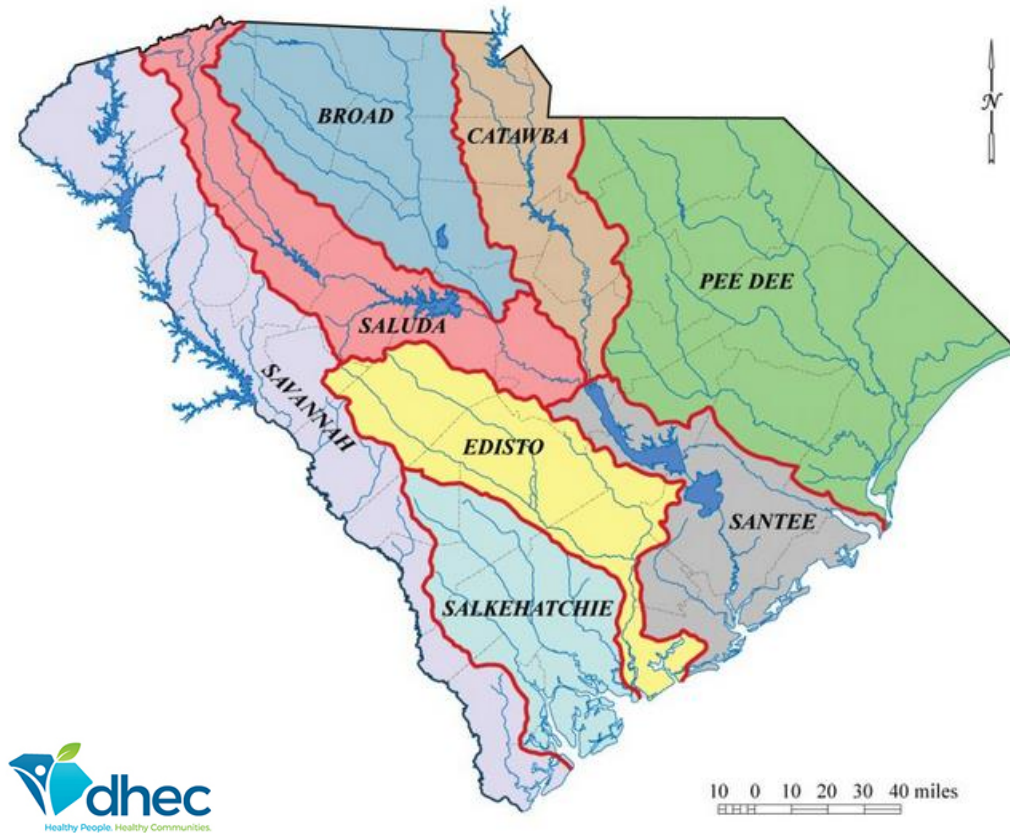 N
BROAD
CATAWBA
PEE DEE
SALUDA
SAVANNAH
EDISTO
SANTEE
SALKEHATCHIE
10 0 10 20 30 40 miles
dhec
Healthy People. Healthy Communities.